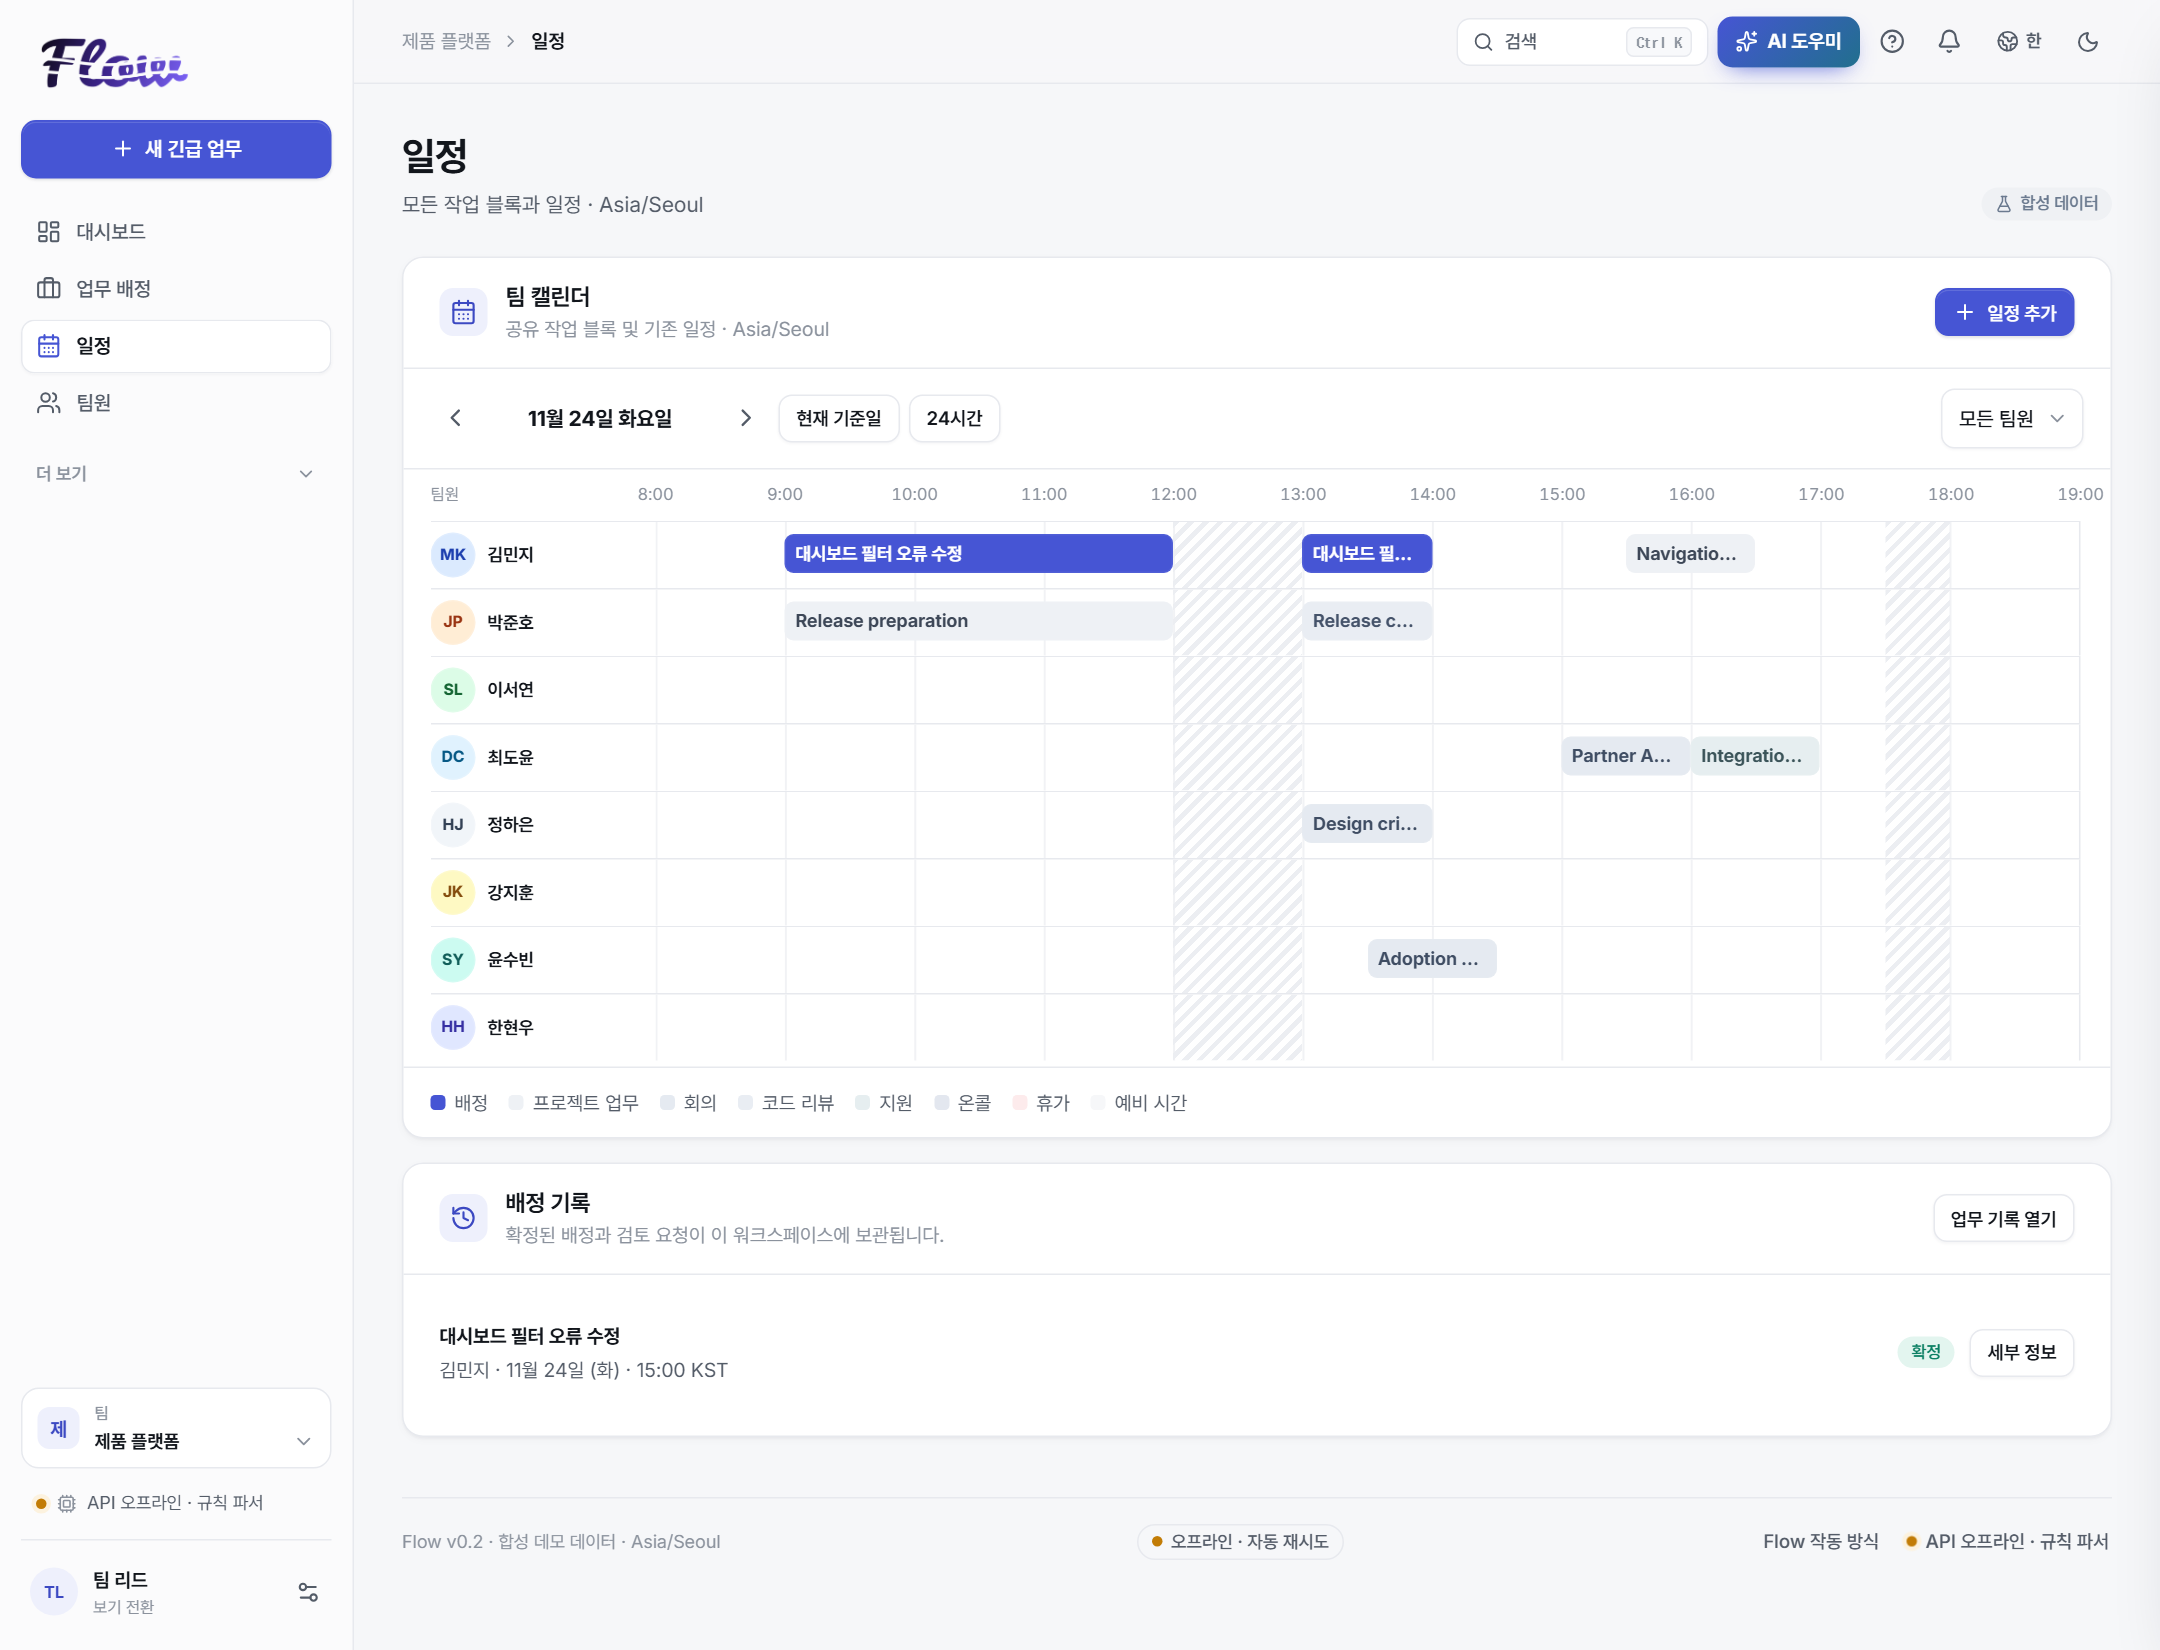 Flow
새 긴급 업무
대시보드
업무 배정
일정
팀원
더 보기
팀
제
제품 플랫폼
API 오프라인 · 규칙 파서
TL
팀 리드
보기 전환
제품 플랫폼 > 일정
검색 Ctrl K
AI 도우미
한
일정
모든 작업 블록과 일정 · Asia/Seoul
합성 데이터
팀 캘린더
공유 작업 블록 및 기존 일정 · Asia/Seoul
일정 추가
11월 24일 화요일
현재 기준일
24시간
모든 팀원
팀원 8:00 9:00 10:00 11:00 12:00 13:00 14:00 15:00 16:00 17:00 18:00 19:00
MK 김민지 대시보드 필터 오류 수정 대시보드 필... Navigatio...
JP 박준호 Release preparation Release c...
SL 이서연
DC 최도윤 Partner A... Integratio...
HJ 정하은 Design cri...
JK 강지훈
SY 윤수빈 Adoption ...
HH 한현우
배정 프로젝트 업무 회의 코드 리뷰 지원 온콜 휴가 예비 시간
배정 기록
확정된 배정과 검토 요청이 이 워크스페이스에 보관됩니다.
업무 기록 열기
대시보드 필터 오류 수정
김민지 · 11월 24일 (화) · 15:00 KST
확정
세부 정보
Flow v0.2 · 합성 데모 데이터 · Asia/Seoul
오프라인 · 자동 재시도
Flow 작동 방식
API 오프라인 · 규칙 파서